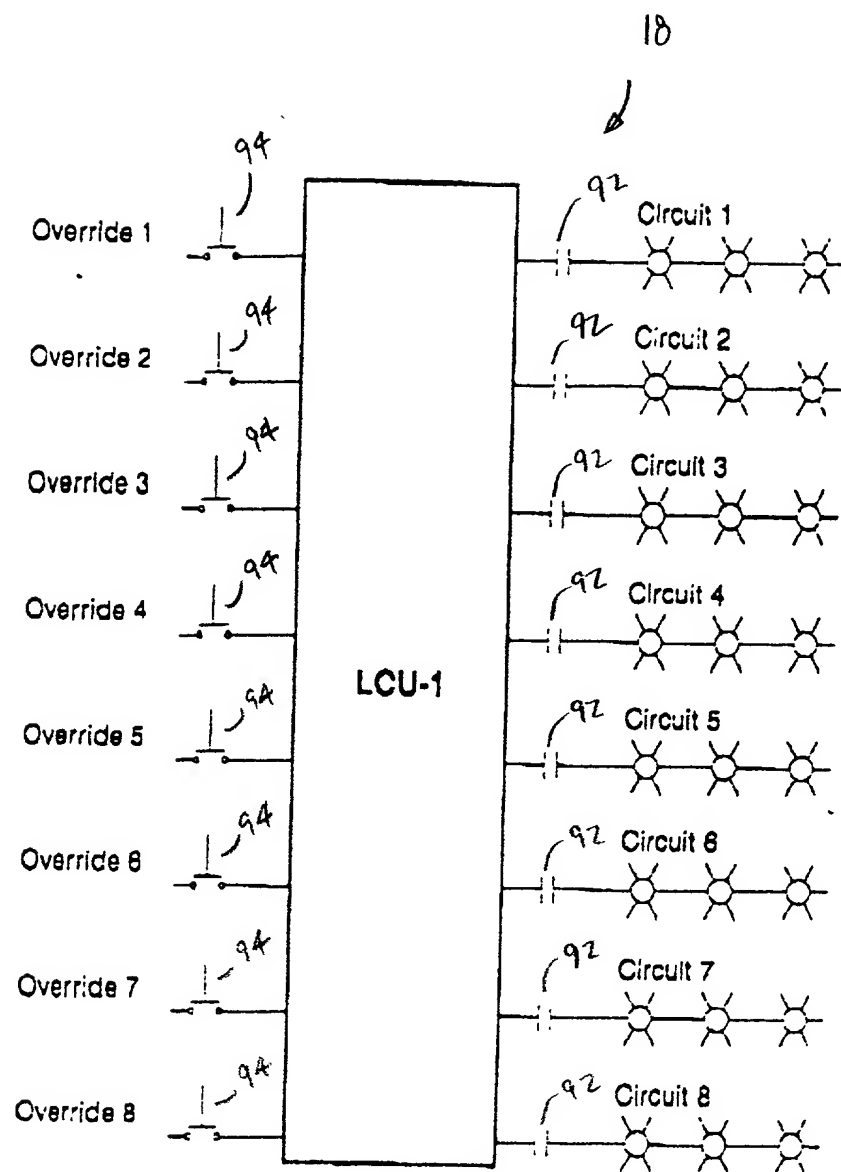 18
94
92
Override 1
Circuit 1
94
92
Override 2
Circuit 2
94
92
Override 3
Circuit 3
94
92
Override 4
Circuit 4
LCU-1
94
92
Override 5
Circuit 5
94
92
Override 6
Circuit 6
94
92
Override 7
Circuit 7
94
92
Override 8
Circuit 8